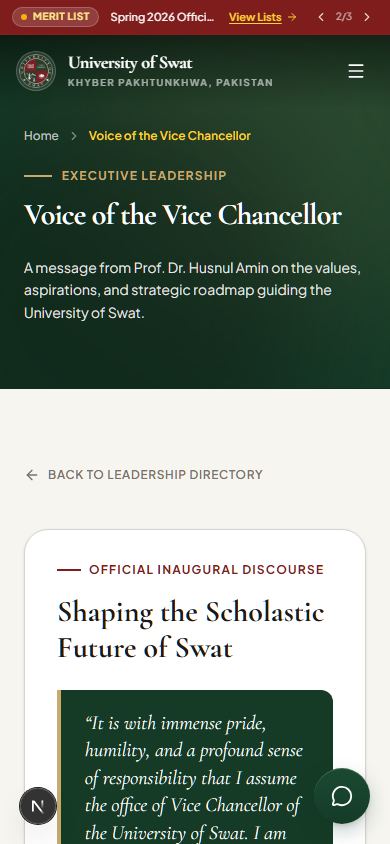 MERIT LIST Spring 2026 Offici... View Lists → 2/3
University of Swat
KHYBER PAKHTUNKHWA, PAKISTAN
Home > Voice of the Vice Chancellor
EXECUTIVE LEADERSHIP
Voice of the Vice Chancellor
A message from Prof. Dr. Husnul Amin on the values,
aspirations, and strategic roadmap guiding the
University of Swat.
← BACK TO LEADERSHIP DIRECTORY
OFFICIAL INAUGURAL DISCOURSE
Shaping the Scholastic
Future of Swat
“It is with immense pride,
humility, and a profound sense
of responsibility that I assume
the office of Vice Chancellor of
the University of Swat. I am
N